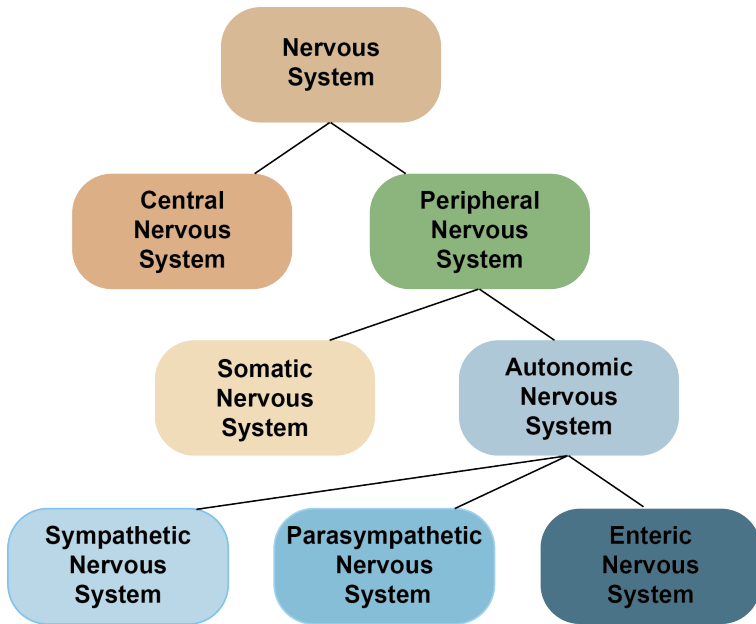 Nervous
System
Central
Nervous
System
Peripheral
Nervous
System
Somatic
Nervous
System
Autonomic
Nervous
System
Sympathetic
Nervous
System
Parasympathetic
Nervous
System
Enteric
Nervous
System